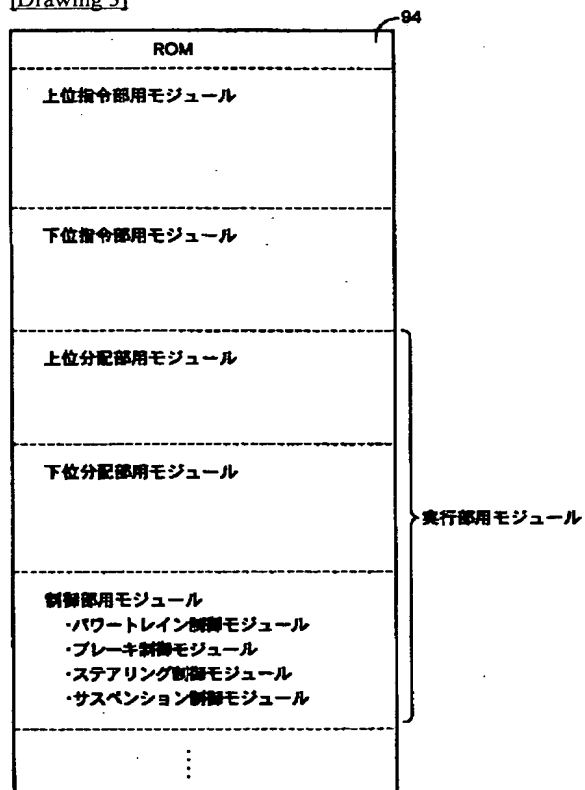 [Drawing 5]
94
ROM
上位指令部用モジュール
下位指令部用モジュール
上位分配部用モジュール
下位分配部用モジュール
実行部用モジュール
制御部用モジュール
・パワートレイン制御モジュール
・ブレーキ制御モジュール
・ステアリング制御モジュール
・サスペンション制御モジュール